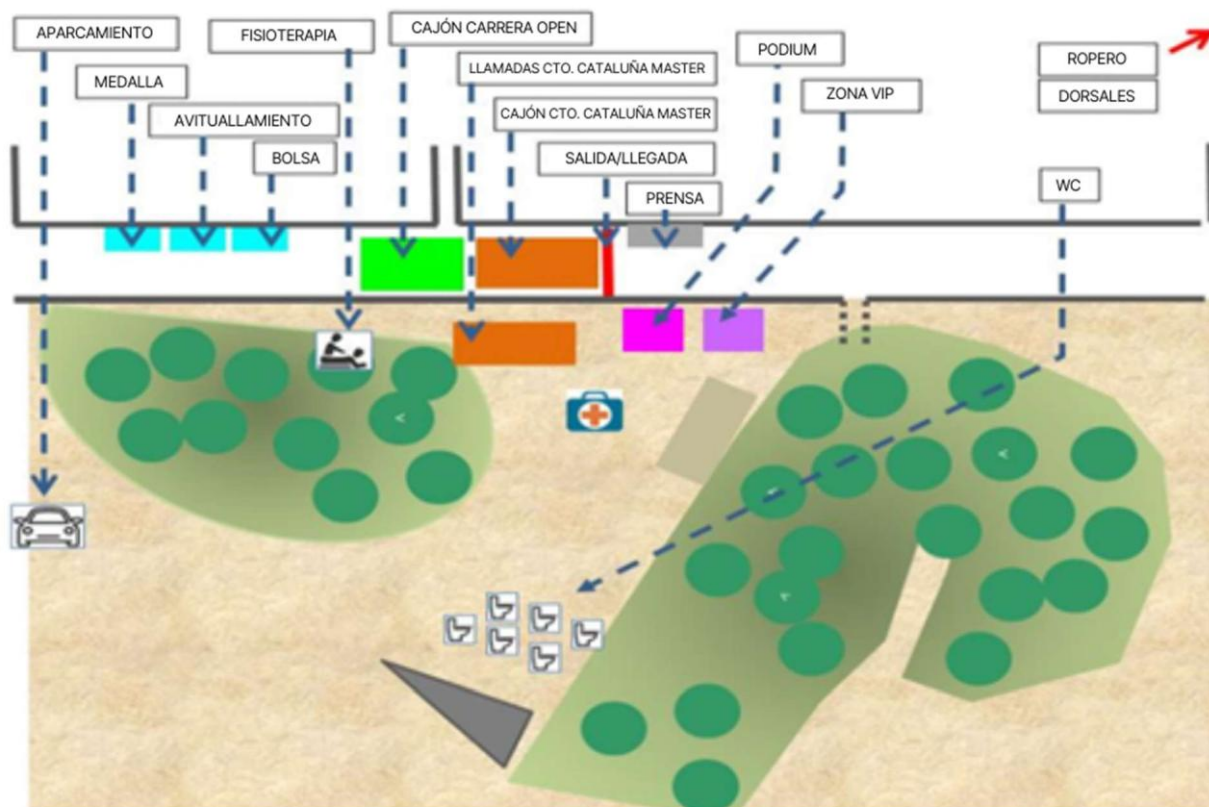 APARCAMIENTO
FISIOTERAPIA
CAJÓN CARRERA OPEN
PODIUM
ROPERO
MEDALLA
LLAMADAS CTO. CATALUÑA MASTER
ZONA VIP
DORSALES
AVITUALLAMIENTO
CAJÓN CTO. CATALUÑA MASTER
BOLSA
SALIDA/LLEGADA
PRENSA
WC